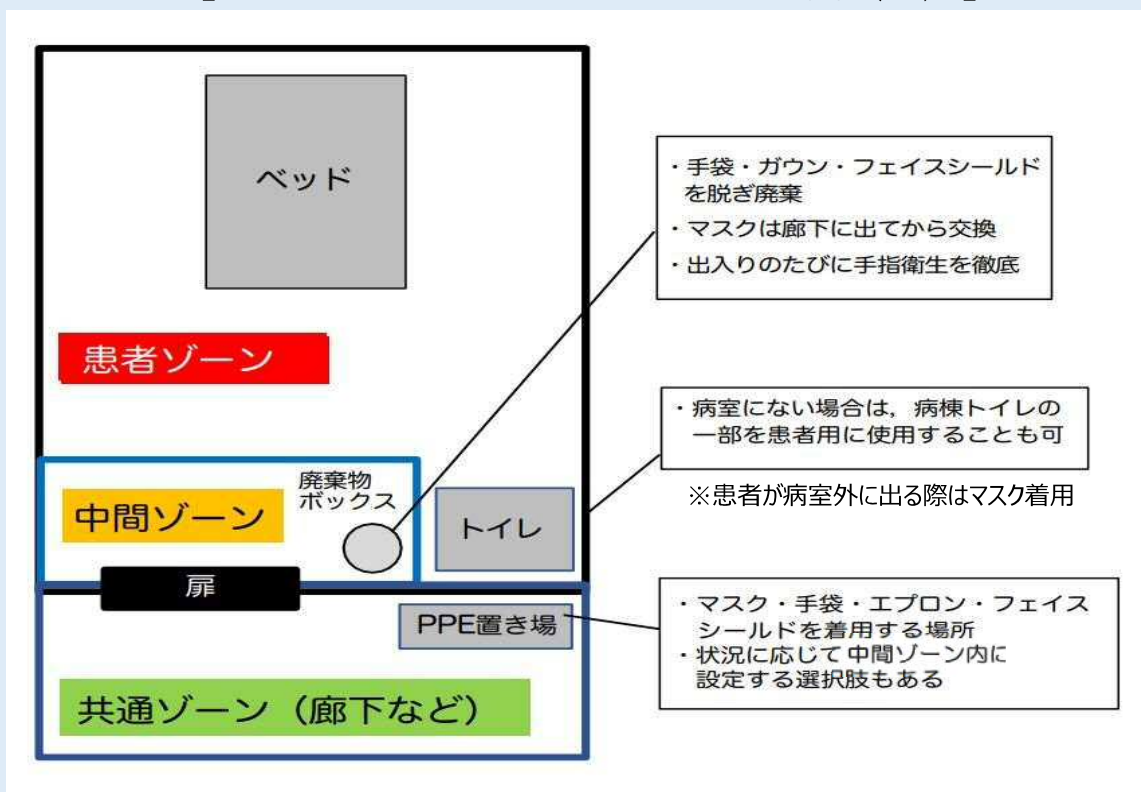 ベッド
・手袋・ガウン・フェイスシールド
を脱ぎ廃棄
・マスクは廊下に出てから交換
・出入りのたびに手指衛生を徹底
患者ゾーン
・病室にない場合は，病棟トイレの
一部を患者用に使用することも可
※患者が病室外に出る際はマスク着用
廃棄物
ボックス
中間ゾーン
トイレ
扉
PPE置き場
・マスク・手袋・エプロン・フェイス
シールドを着用する場所
・状況に応じて中間ゾーン内に
設定する選択肢もある
共通ゾーン（廊下など）